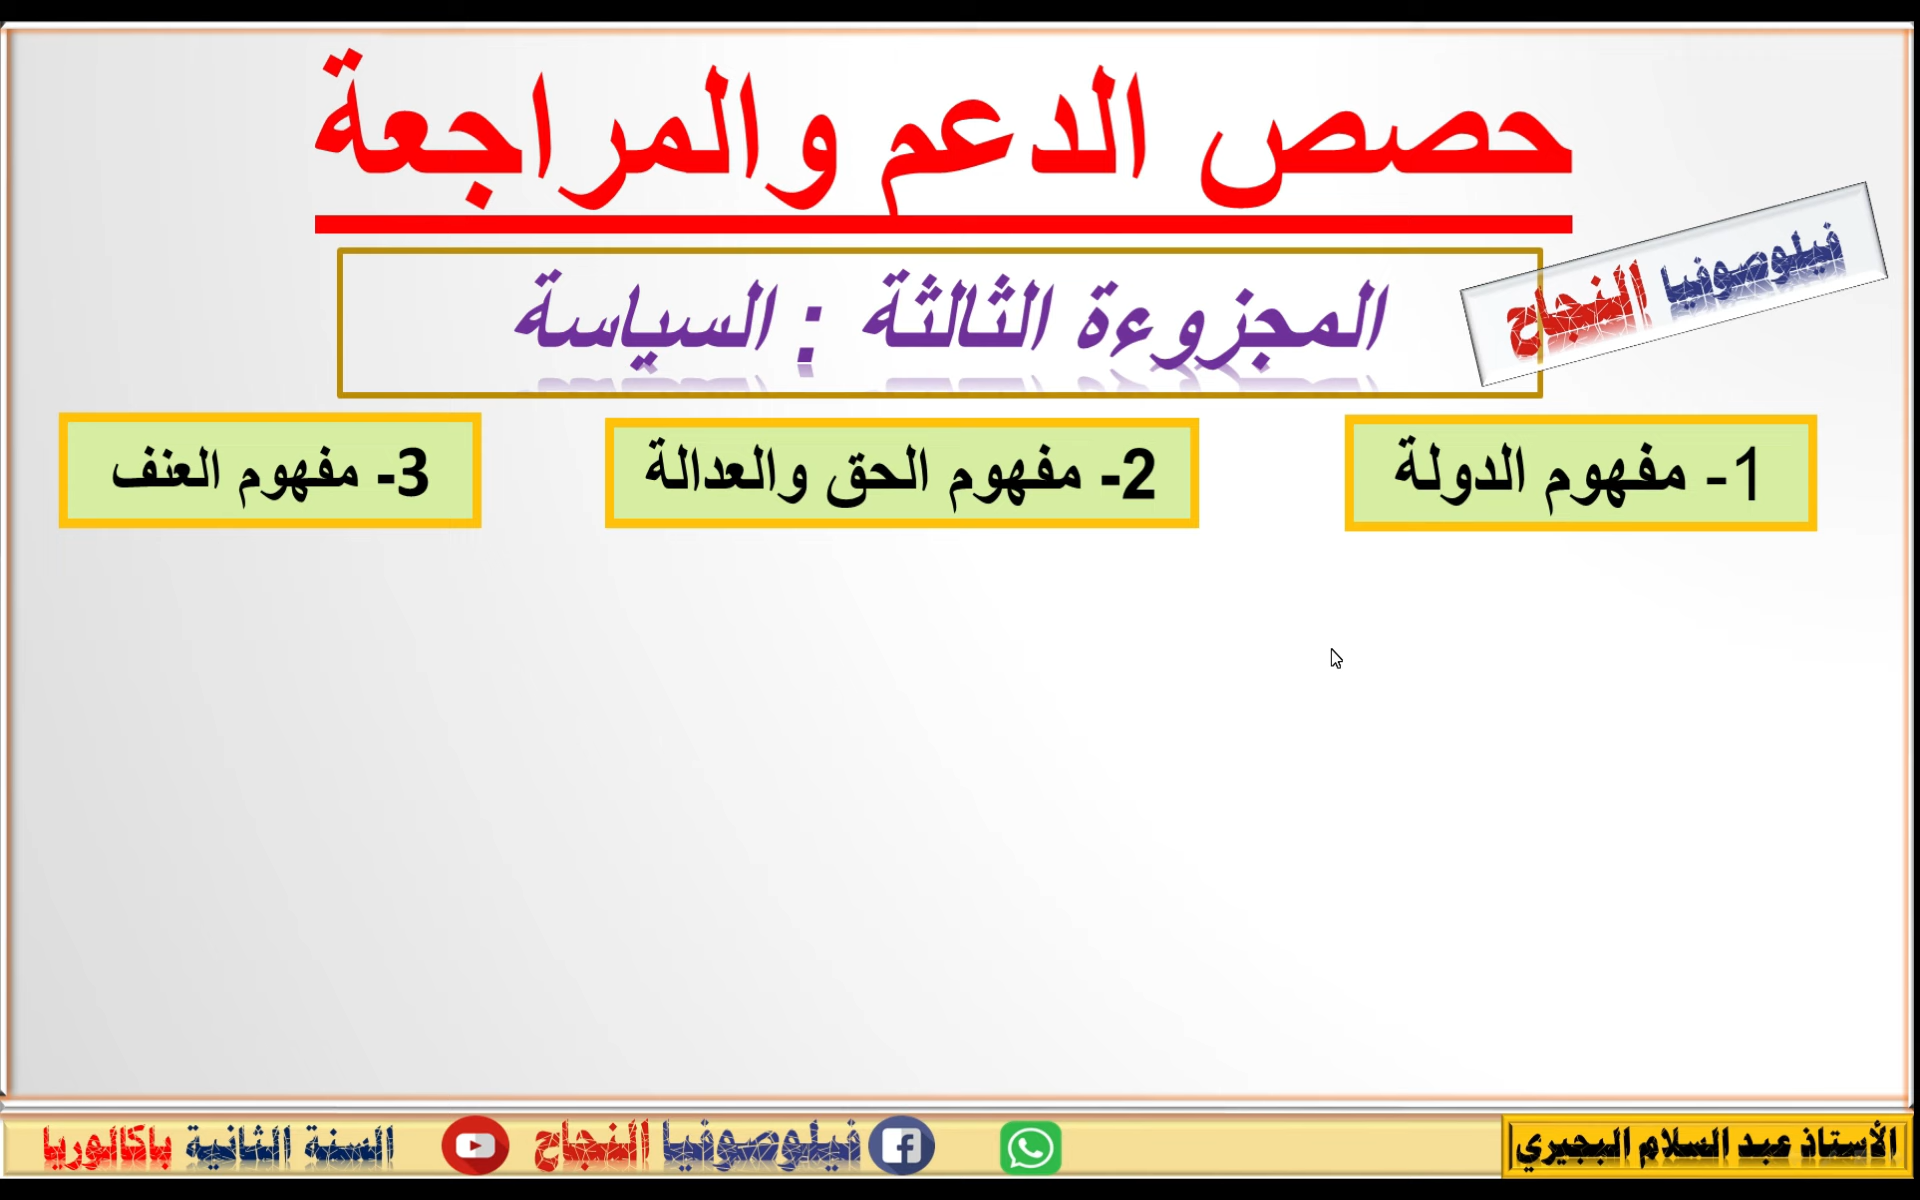 حصص الدعم والمراجعة
فيلوصوفيا النجاح
المجزوءة الثالثة : السياسة
1- مفهوم الدولة
2- مفهوم الحق والعدالة
3- مفهوم العنف
الأستاذ عبد السلام البجيري
فيلوصوفيا النجاح
السنة الثانية باكالوريا